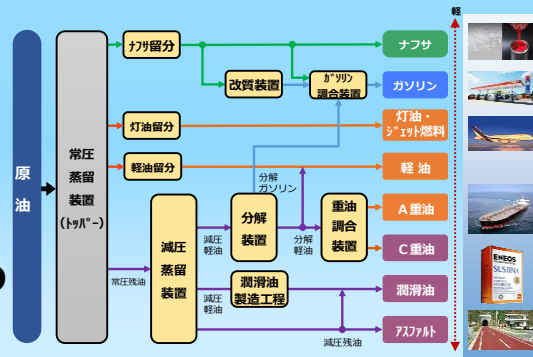 軽
原
油
常圧
蒸留
装置
(ﾄｯﾊﾟｰ)
ﾅﾌｻ留分
改質装置
ｶﾞｿﾘﾝ
調合装置
ナフサ
ガソリン
灯油留分
灯油・
ｼﾞｪｯﾄ燃料
軽油留分
軽 油
分解
ガソリン
減圧
蒸留
装置
減圧
軽油
分解
装置
分解
軽油
重油
調合
装置
A重油
C重油
常圧残油
減圧
軽油
潤滑油
製造工程
潤滑油
減圧残油
ｱｽﾌｧﾙﾄ
ENEOS